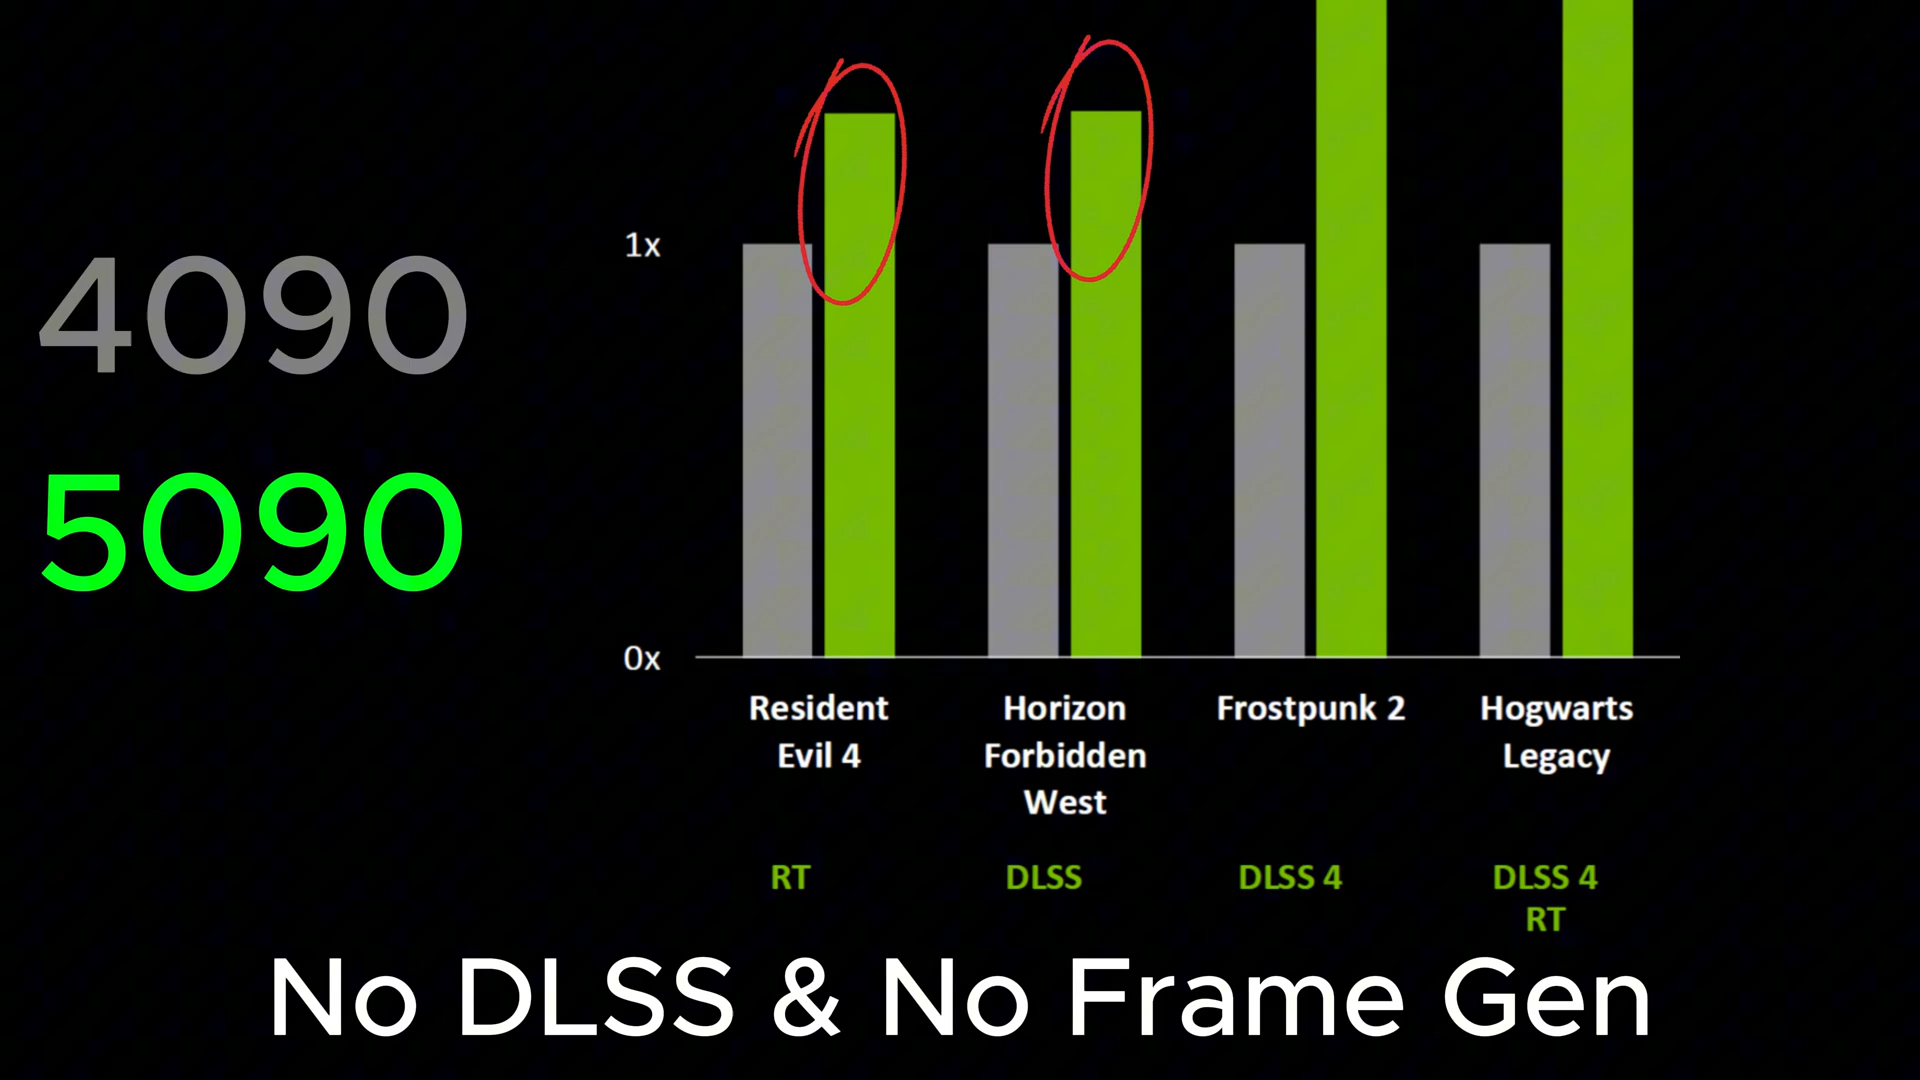 4090
5090
1x
0x
Resident
Evil 4
Horizon
Forbidden
West
Frostpunk 2
Hogwarts
Legacy
RT
DLSS
DLSS 4
DLSS 4
RT
No DLSS & No Frame Gen